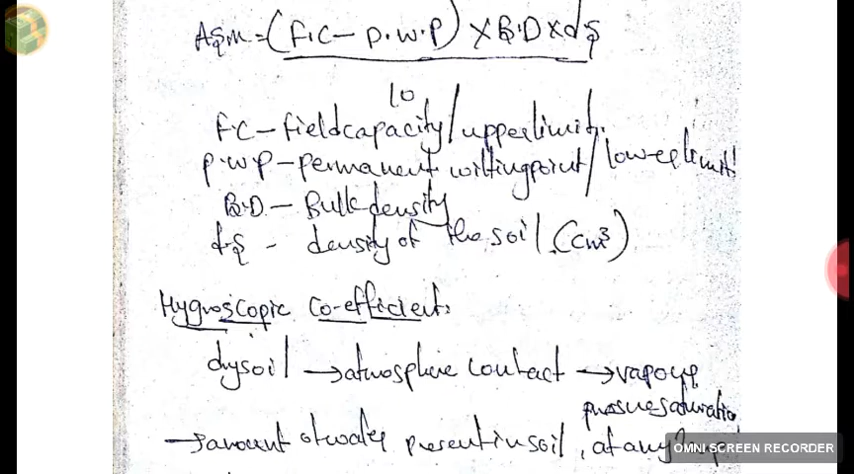 ASM = (F.C - P.W.P) X B.D X ds
10
F.C - field capacity / upper limit.
P.W.P - permanent wilting point / lower limit.
B.D - Bulk density
ds - density of the soil (cm³)
Hygroscopic Co-efficient:
dry soil → atmosphere contact → vapour
pressure saturation
→ amount of water present in soil, at any
OMNI SCREEN RECORDER